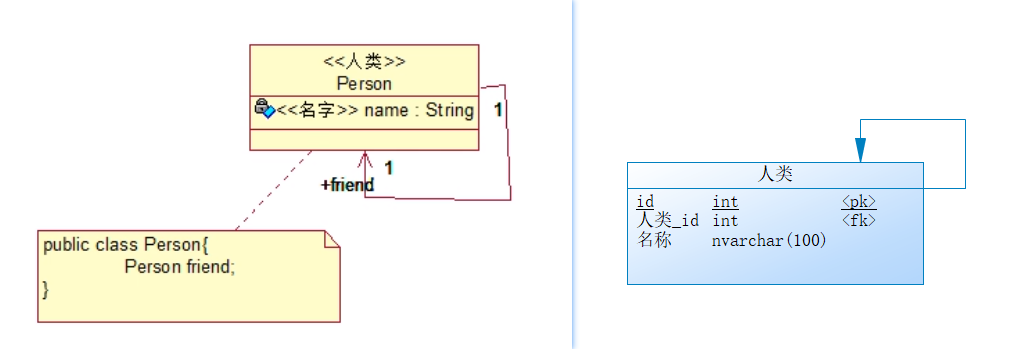 <<人类>>
Person
<<名字>> name : String
1
1
+friend
public class Person{
Person friend;
}
人类
id int <pk>
人类_id int <fk>
名称 nvarchar(100)